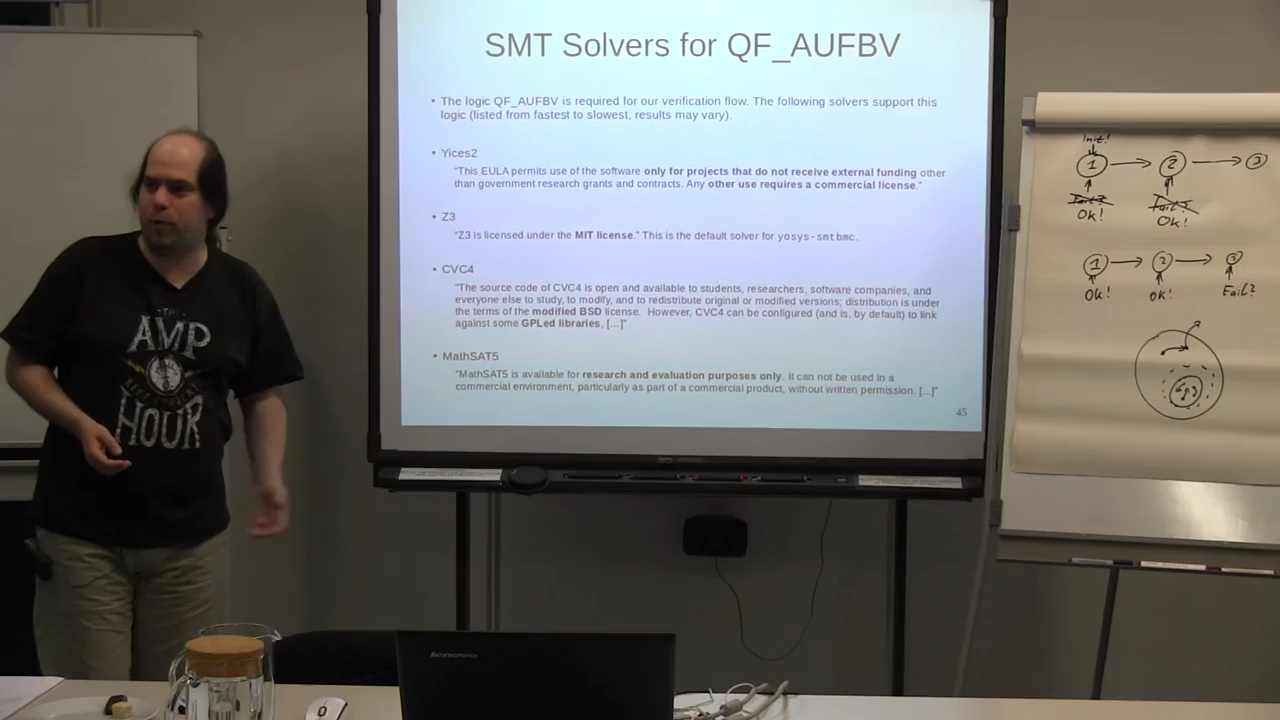 SMT Solvers for QF_AUFBV
• The logic QF_AUFBV is required for our verification flow. The following solvers support this
logic (listed from fastest to slowest, results may vary).
• Yices2
"This EULA permits use of the software only for projects that do not receive external funding other
than government research grants and contracts. Any other use requires a commercial license."
• Z3
"Z3 is licensed under the MIT license." This is the default solver for yosys-smtbmc.
• CVC4
"The source code of CVC4 is open and available to students, researchers, software companies, and
everyone else to study, to modify, and to redistribute original or modified versions; distribution is under
the terms of the modified BSD license. However, CVC4 can be configured (and is, by default) to link
against some GPLed libraries, [...]"
• MathSAT5
"MathSAT5 is available for research and evaluation purposes only. It can not be used in a
commercial environment, particularly as part of a commercial product, without written permission, [...]"
45
THE
AMP
HOUR
Init!
1 2 3
Fail? Fail?
Ok! Ok!
1 2 3
Ok! Ok! Fail?
lenovo
0